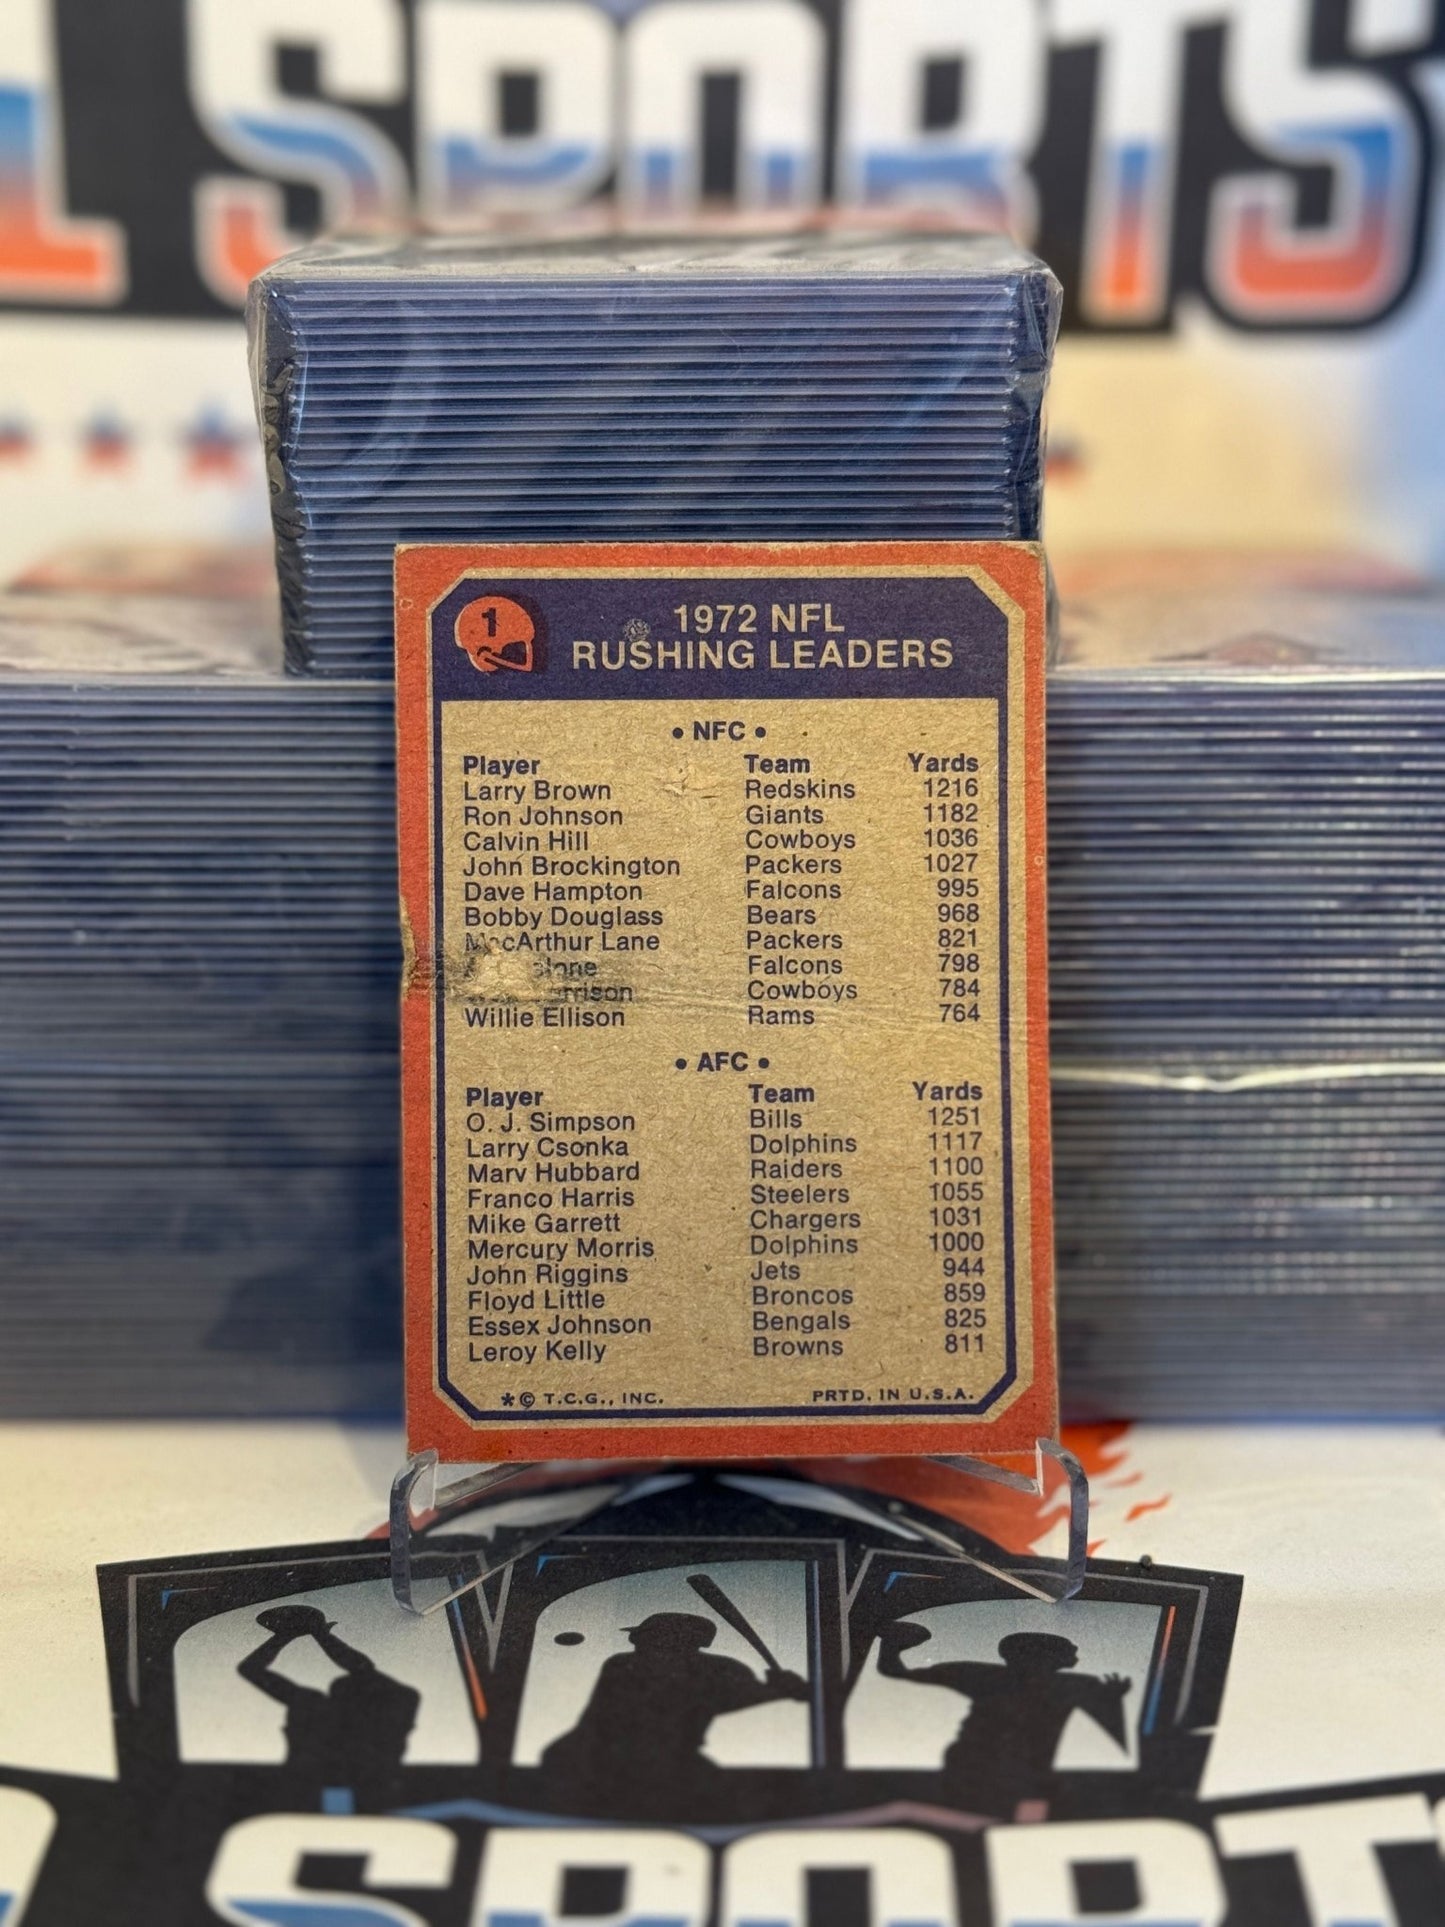 1 SPORTS
1
1972 NFL
RUSHING LEADERS
• NFC •
Player Team Yards
Larry Brown Redskins 1216
Ron Johnson Giants 1182
Calvin Hill Cowboys 1036
John Brockington Packers 1027
Dave Hampton Falcons 995
Bobby Douglass Bears 968
MacArthur Lane Packers 821
Falcons 798
Cowboys 784
Willie Ellison Rams 764
• AFC •
Player Team Yards
O. J. Simpson Bills 1251
Larry Csonka Dolphins 1117
Marv Hubbard Raiders 1100
Franco Harris Steelers 1055
Mike Garrett Chargers 1031
Mercury Morris Dolphins 1000
John Riggins Jets 944
Floyd Little Broncos 859
Essex Johnson Bengals 825
Leroy Kelly Browns 811
*© T.C.G., INC. PRTD. IN U.S.A.
SPORTS